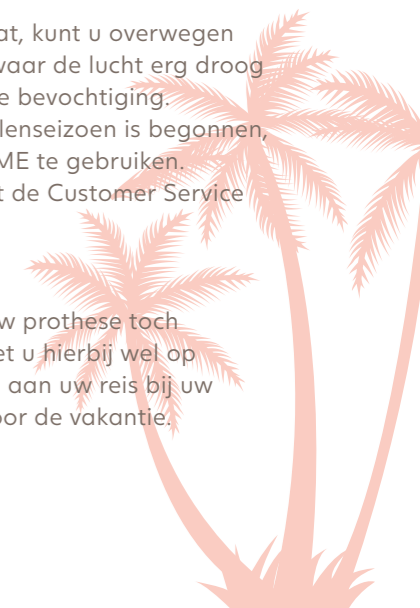 at, kunt u overwegen
waar de lucht erg droog
e bevochtiging.
lenseizoen is begonnen,
ME te gebruiken.
t de Customer Service
w prothese toch
et u hierbij wel op
aan uw reis bij uw
oor de vakantie.